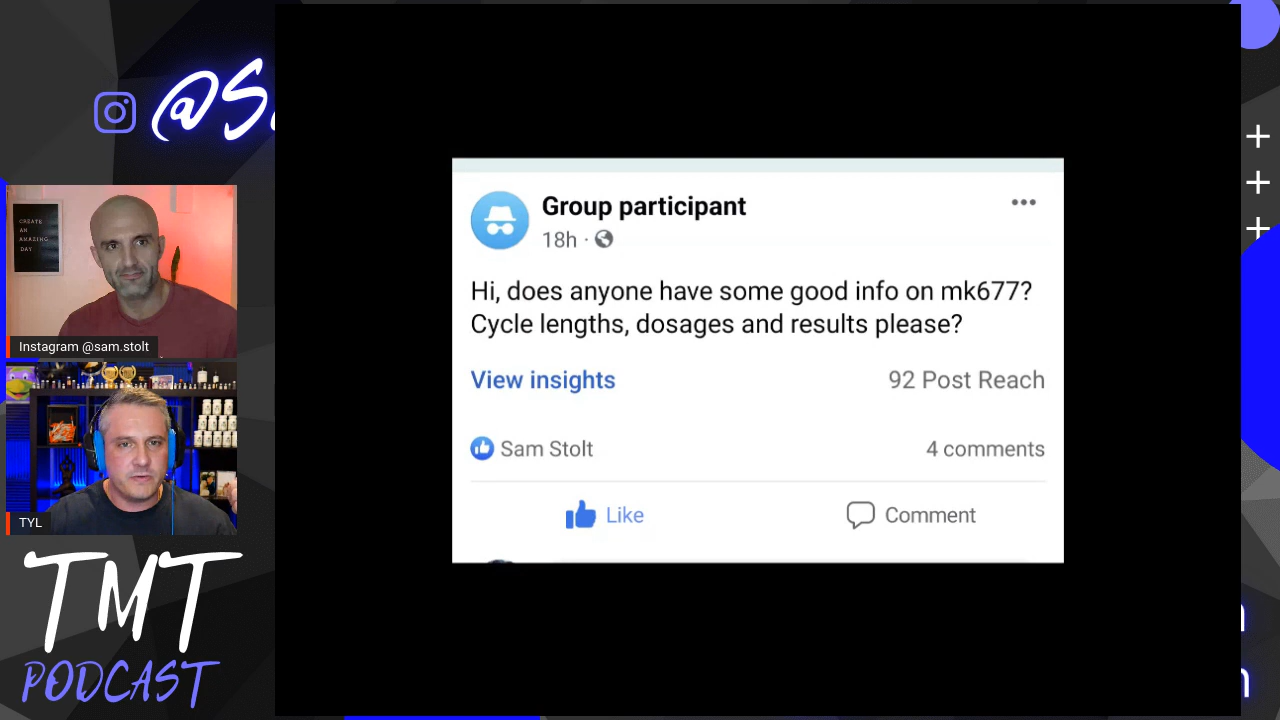 @S
CREATE
AN
AMAZING
DAY
Instagram @sam.stolt
TYL
TMT
PODCAST
Group participant
18h ·
Hi, does anyone have some good info on mk677?
Cycle lengths, dosages and results please?
View insights
92 Post Reach
Sam Stolt
4 comments
Like
Comment